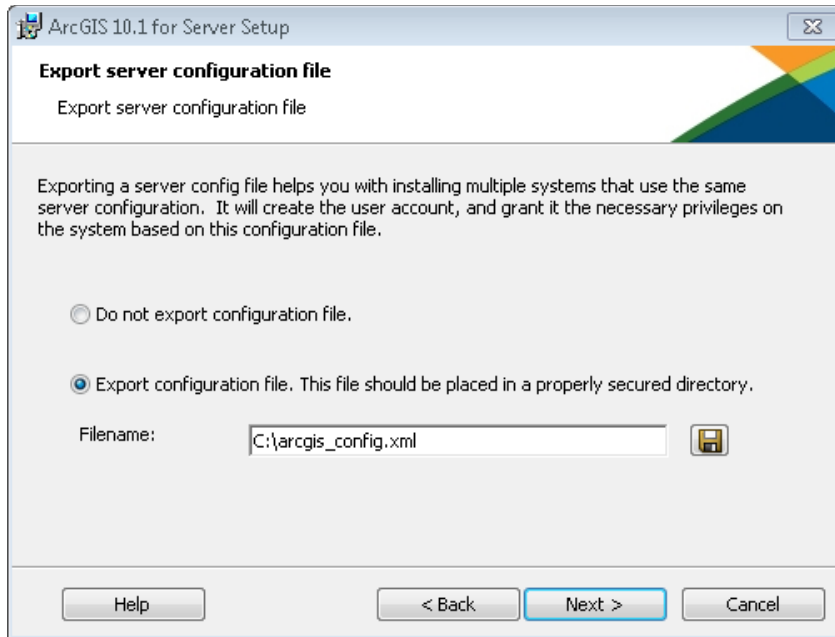 ArcGIS 10.1 for Server Setup
Export server configuration file
Export server configuration file
Exporting a server config file helps you with installing multiple systems that use the same
server configuration.  It will create the user account, and grant it the necessary privileges on
the system based on this configuration file.
Do not export configuration file.
Export configuration file. This file should be placed in a properly secured directory.
Filename: C:\arcgis_config.xml
Help < Back Next > Cancel